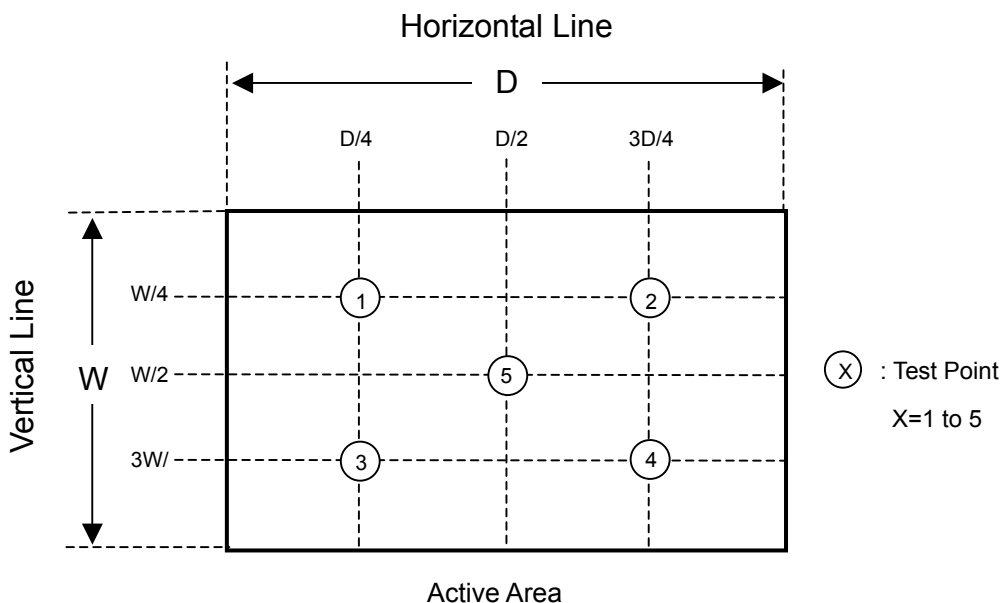 Horizontal Line
D
D/4 D/2 3D/4
W/4 1 2
Vertical Line
W W/2 5 X : Test Point
X=1 to 5
3W/ 3 4
Active Area